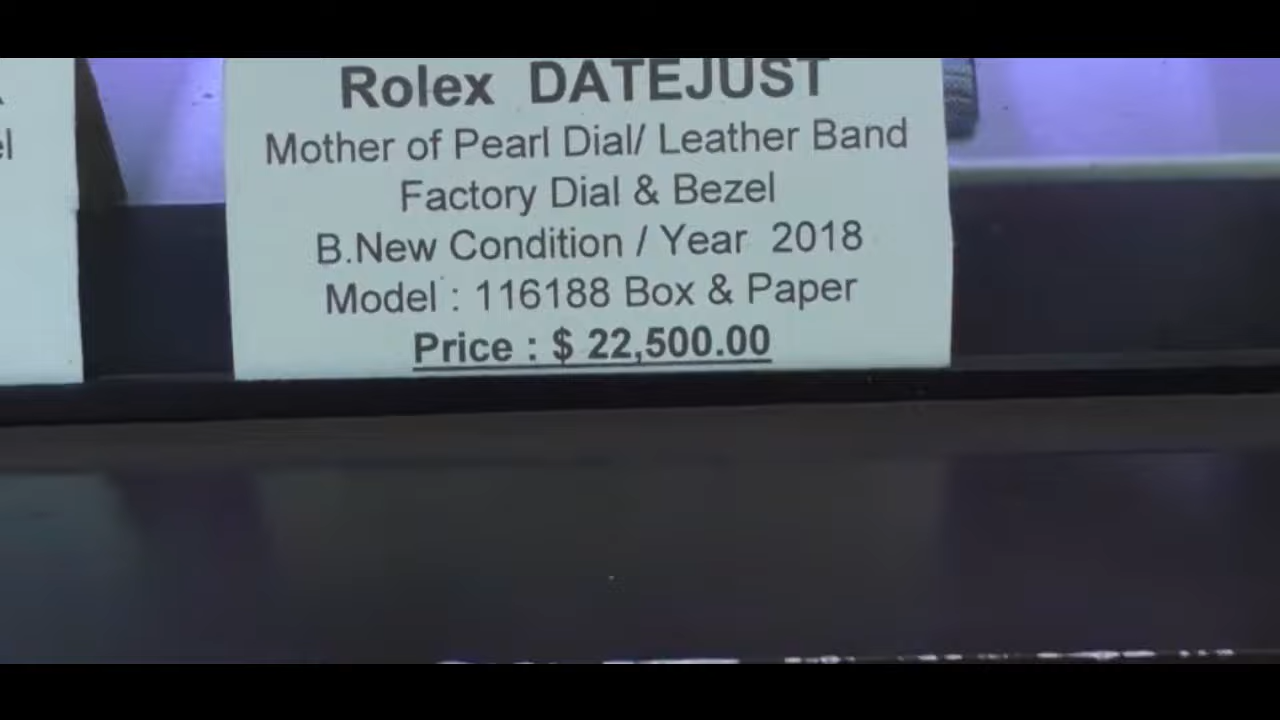 Rolex DATEJUST
Mother of Pearl Dial/ Leather Band
Factory Dial & Bezel
B.New Condition / Year 2018
Model : 116188 Box & Paper
Price : $ 22,500.00